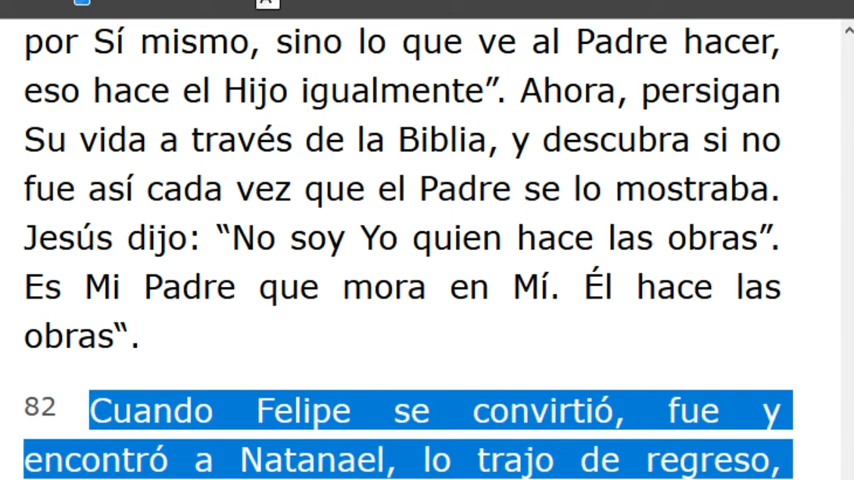 por Sí mismo, sino lo que ve al Padre hacer,
eso hace el Hijo igualmente”. Ahora, persigan
Su vida a través de la Biblia, y descubra si no
fue así cada vez que el Padre se lo mostraba.
Jesús dijo: “No soy Yo quien hace las obras”.
Es Mi Padre que mora en Mí. Él hace las
obras“.
82 Cuando Felipe se convirtió, fue y
encontró a Natanael, lo trajo de regreso,